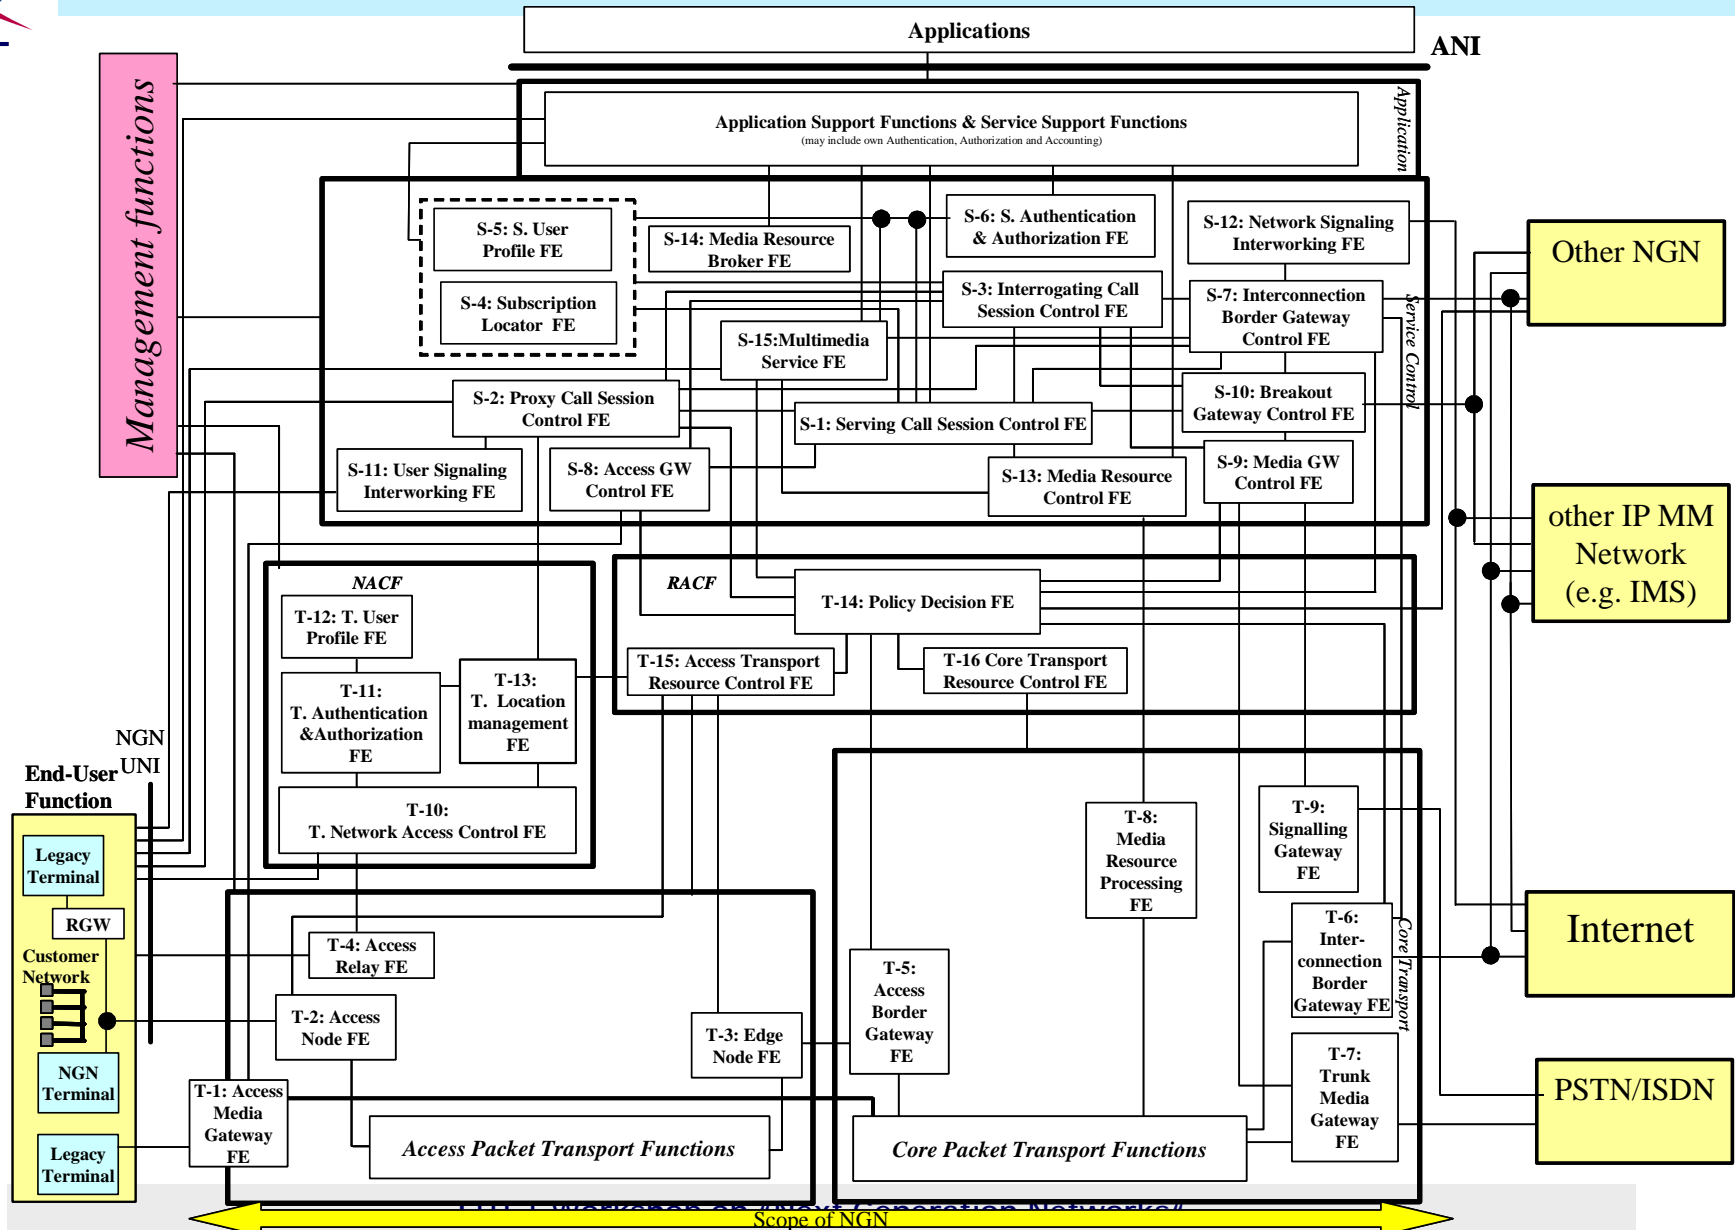 Applications
ANI
Management functions
Application
Application Support Functions & Service Support Functions
(may include own Authentication, Authorization and Accounting)
Service Control
S-5: S. User
Profile FE
S-4: Subscription
Locator FE
S-14: Media Resource
Broker FE
S-6: S. Authentication
& Authorization FE
S-12: Network Signaling
Interworking FE
S-3: Interrogating Call
Session Control FE
S-7: Interconnection
Border Gateway
Control FE
S-15:Multimedia
Service FE
S-2: Proxy Call Session
Control FE
S-1: Serving Call Session Control FE
S-10: Breakout
Gateway Control FE
S-11: User Signaling
Interworking FE
S-8: Access GW
Control FE
S-13: Media Resource
Control FE
S-9: Media GW
Control FE
Other NGN
other IP MM
Network
(e.g. IMS)
Internet
PSTN/ISDN
NACF
T-12: T. User
Profile FE
T-11:
T. Authentication
&Authorization
FE
T-13:
T. Location
management
FE
T-10:
T. Network Access Control FE
RACF
T-14: Policy Decision FE
T-15: Access Transport
Resource Control FE
T-16 Core Transport
Resource Control FE
NGN
UNI
End-User
Function
Legacy
Terminal
RGW
Customer
Network
NGN
Terminal
Legacy
Terminal
T-4: Access
Relay FE
T-2: Access
Node FE
T-3: Edge
Node FE
T-1: Access
Media
Gateway
FE
Access Packet Transport Functions
Core Transport
T-5:
Access
Border
Gateway
FE
T-8:
Media
Resource
Processing
FE
T-9:
Signalling
Gateway
FE
T-6:
Inter-
connection
Border
Gateway FE
T-7:
Trunk
Media
Gateway
FE
Core Packet Transport Functions
ITU-T Workshop on "Next Generation Networks"
Scope of NGN